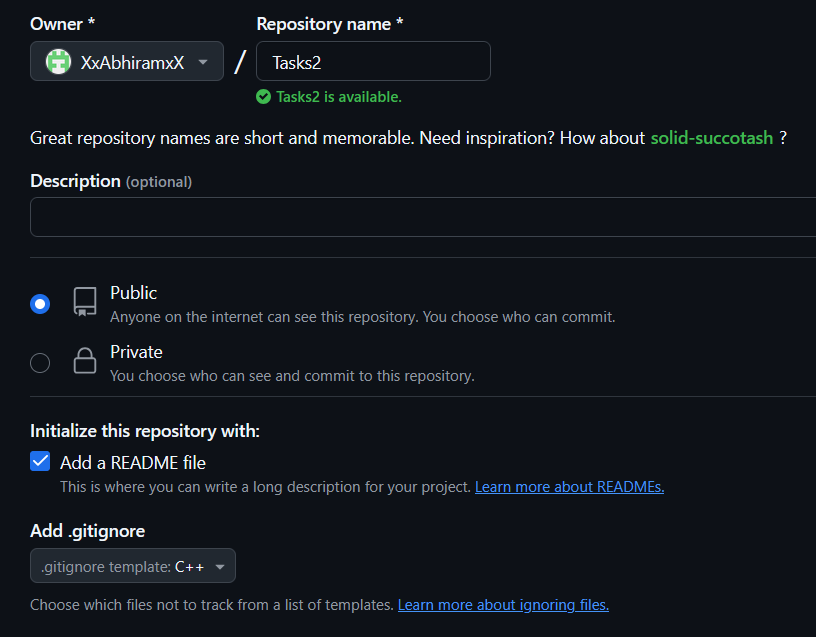 Owner * Repository name *
XxAbhiramxX / Tasks2
Tasks2 is available.
Great repository names are short and memorable. Need inspiration? How about solid-succotash ?
Description (optional)
Public
Anyone on the internet can see this repository. You choose who can commit.
Private
You choose who can see and commit to this repository.
Initialize this repository with:
Add a README file
This is where you can write a long description for your project. Learn more about READMEs.
Add .gitignore
.gitignore template: C++
Choose which files not to track from a list of templates. Learn more about ignoring files.